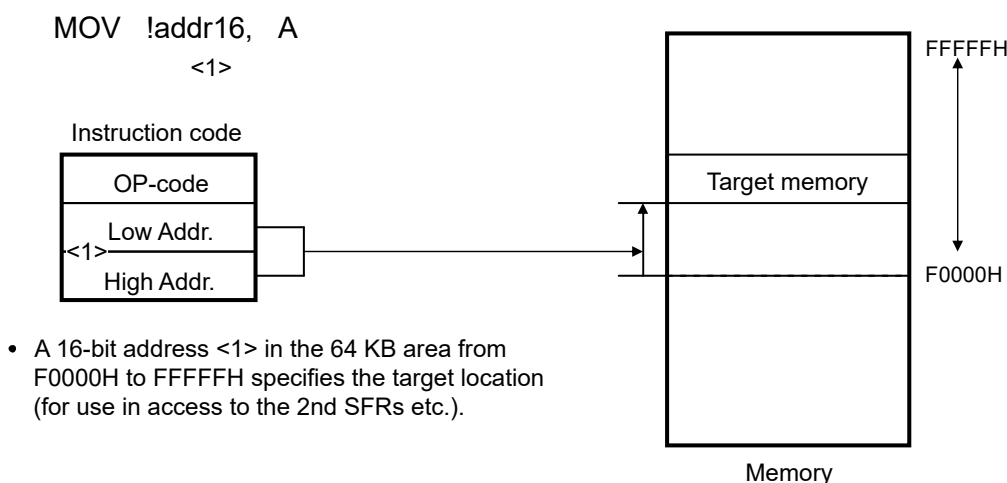 MOV !addr16, A
<1>
Instruction code
OP-code
Low Addr.
<1>
High Addr.
FFFFFH
Target memory
F0000H
• A 16-bit address <1> in the 64 KB area from
F0000H to FFFFFH specifies the target location
(for use in access to the 2nd SFRs etc.).
Memory